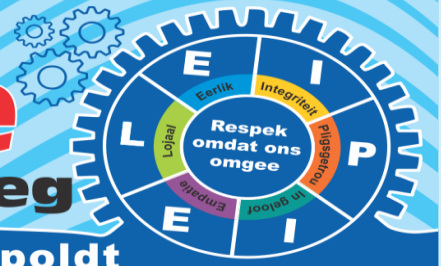 E
I
P
I
E
L
Eerlik
Integriteit
Pligsgetrou
In geloof
Empatie
Lojaal
Respek
omdat ons
omgee
e
eg
poldt